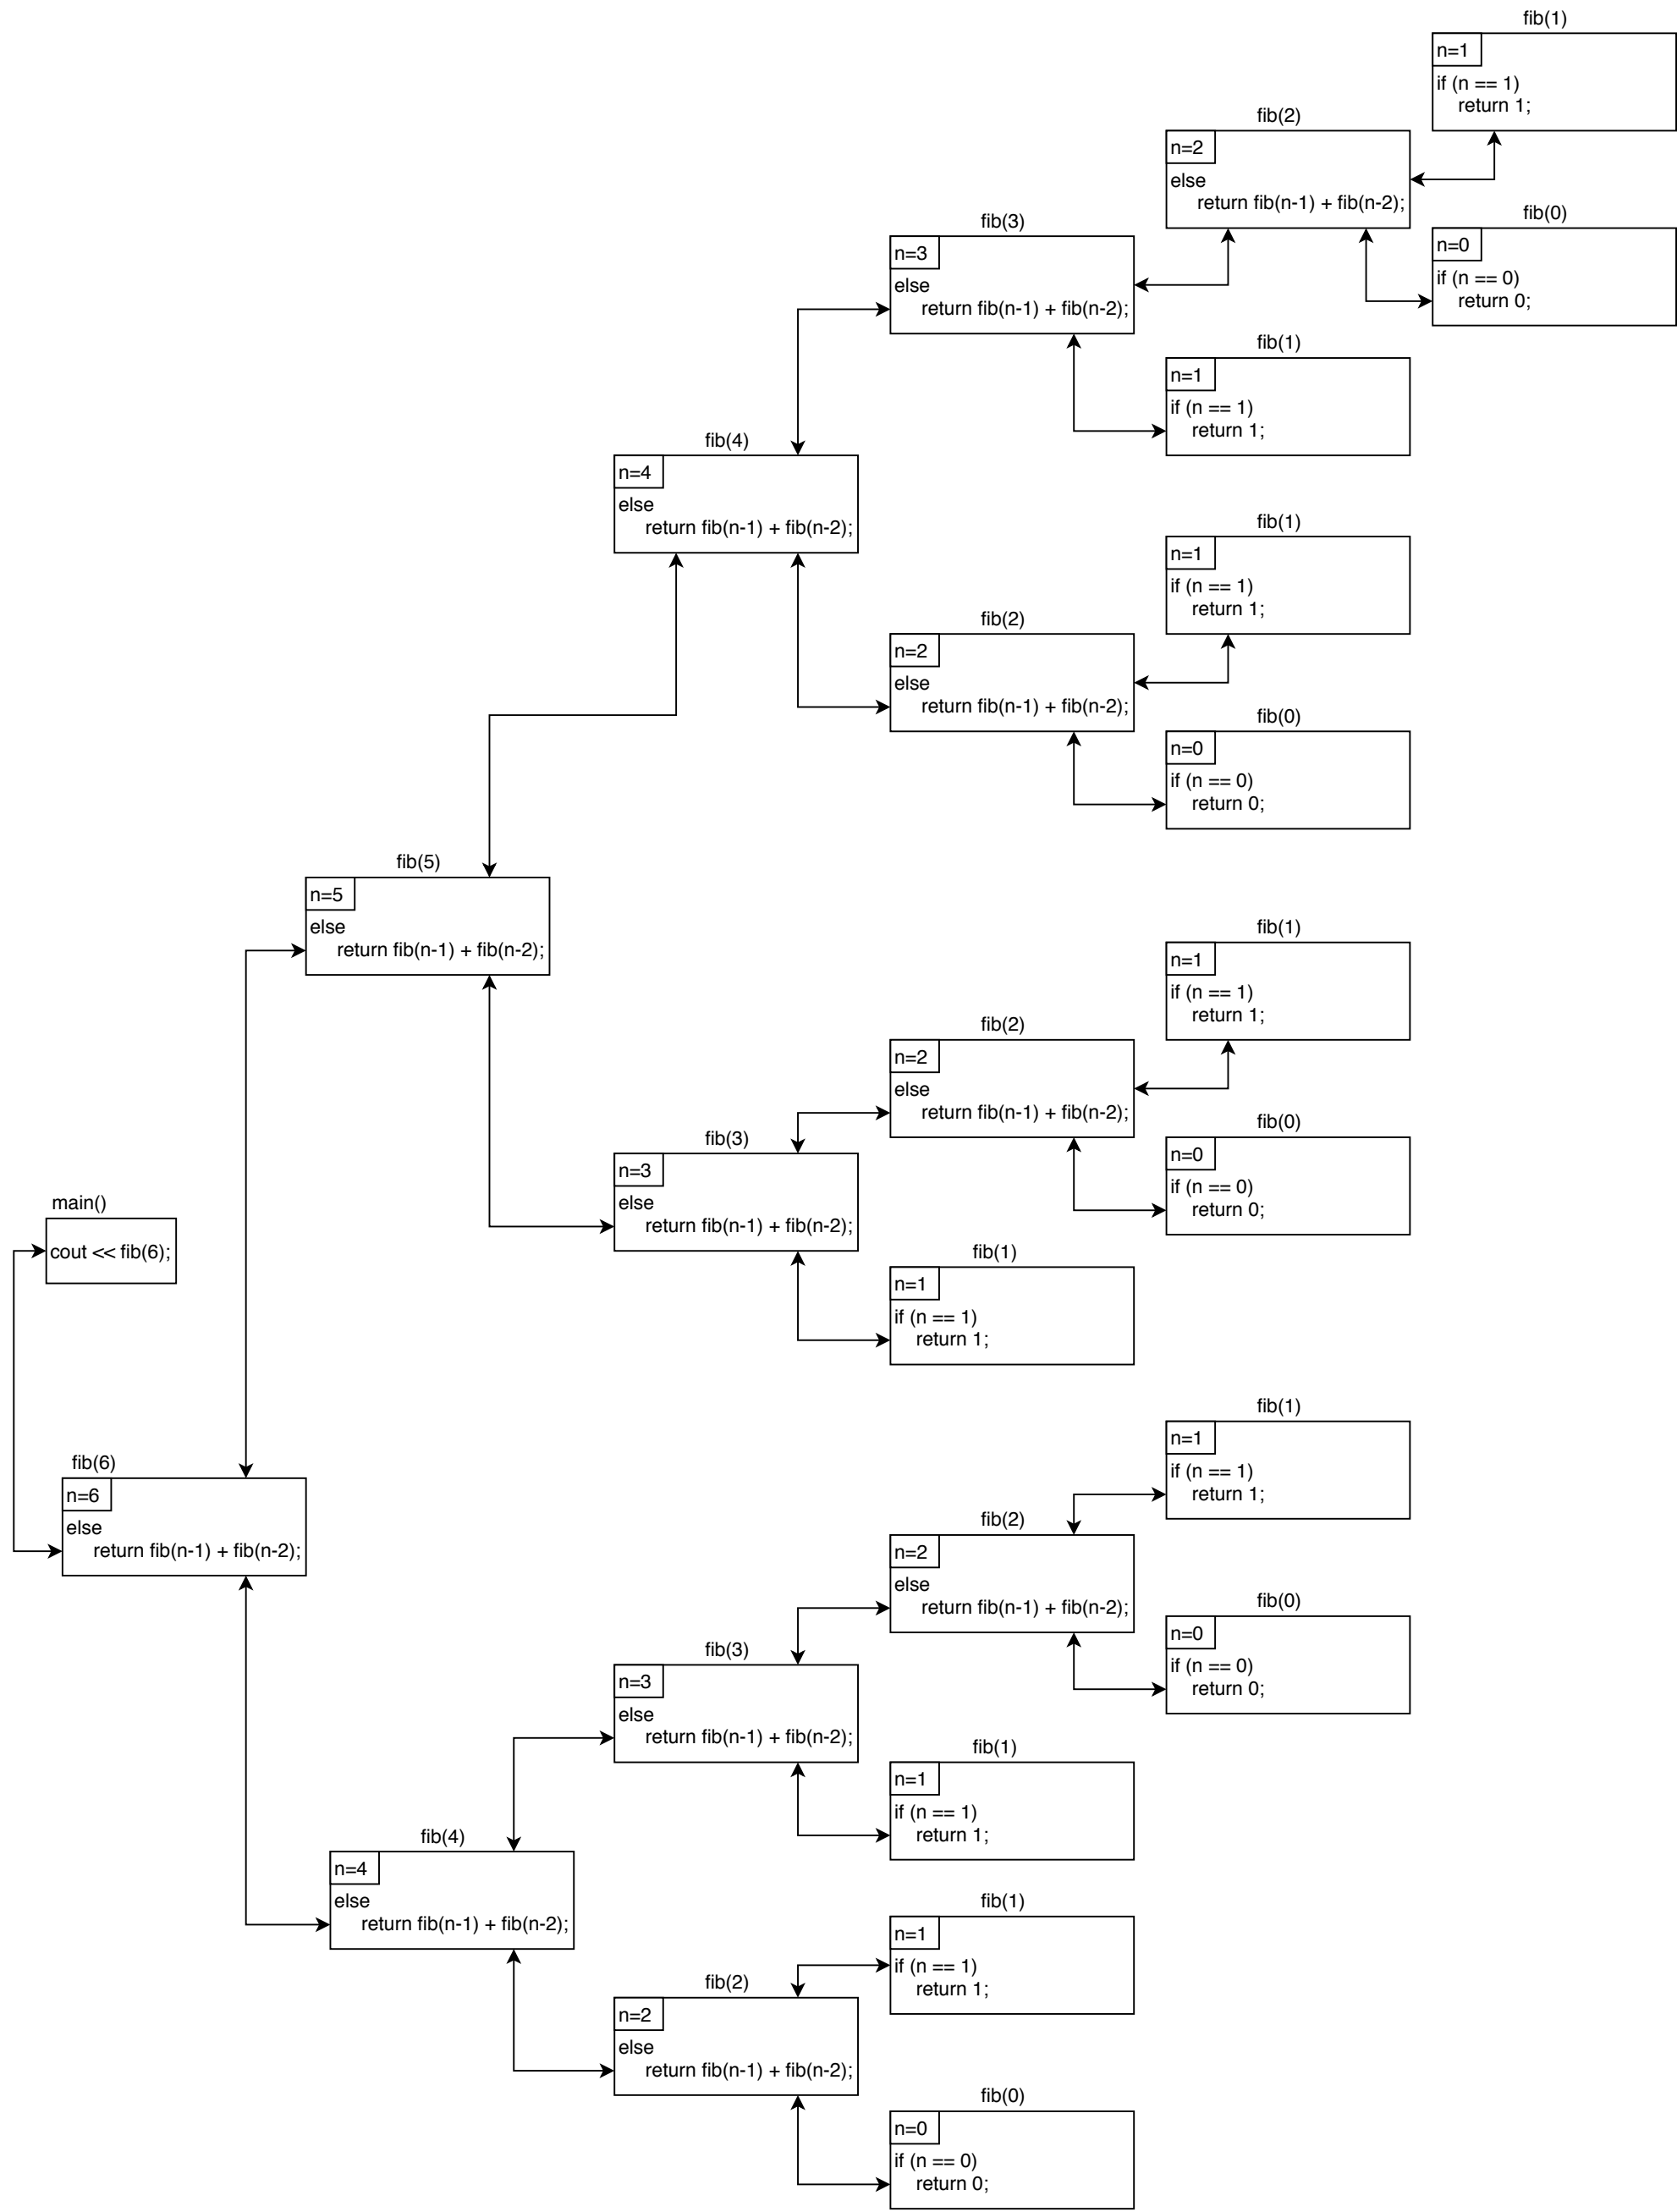 fib(1)
n=1
if (n == 1)
return 1;
fib(2)
n=2
else
return fib(n-1) + fib(n-2);
fib(0)
n=0
if (n == 0)
return 0;
fib(3)
n=3
else
return fib(n-1) + fib(n-2);
fib(1)
n=1
if (n == 1)
return 1;
fib(4)
n=4
else
return fib(n-1) + fib(n-2);
fib(1)
n=1
if (n == 1)
return 1;
fib(2)
n=2
else
return fib(n-1) + fib(n-2);
fib(0)
n=0
if (n == 0)
return 0;
fib(5)
n=5
else
return fib(n-1) + fib(n-2);
fib(1)
n=1
if (n == 1)
return 1;
fib(2)
n=2
else
return fib(n-1) + fib(n-2);
fib(0)
n=0
if (n == 0)
return 0;
fib(3)
n=3
else
return fib(n-1) + fib(n-2);
main()
cout << fib(6);
fib(1)
n=1
if (n == 1)
return 1;
fib(1)
n=1
if (n == 1)
return 1;
fib(6)
n=6
else
return fib(n-1) + fib(n-2);
fib(2)
n=2
else
return fib(n-1) + fib(n-2);
fib(0)
n=0
if (n == 0)
return 0;
fib(3)
n=3
else
return fib(n-1) + fib(n-2);
fib(1)
n=1
if (n == 1)
return 1;
fib(4)
n=4
else
return fib(n-1) + fib(n-2);
fib(1)
n=1
if (n == 1)
return 1;
fib(2)
n=2
else
return fib(n-1) + fib(n-2);
fib(0)
n=0
if (n == 0)
return 0;